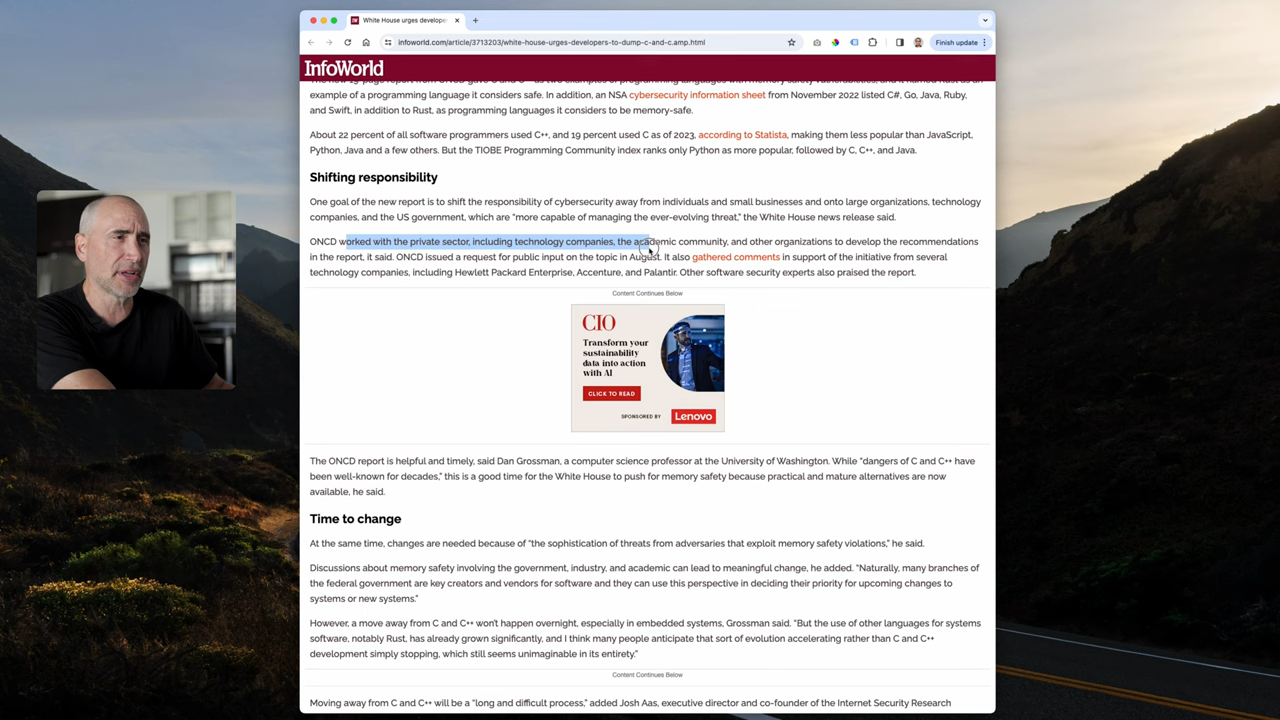 White House urges develope
infoworld.com/article/3713203/white-house-urges-developers-to-dump-c-and-c.amp.html
Finish update
InfoWorld
example of a programming language it considers safe. In addition, an NSA cybersecurity information sheet from November 2022 listed C#, Go, Java, Ruby,
and Swift, in addition to Rust, as programming languages it considers to be memory-safe.
About 22 percent of all software programmers used C++, and 19 percent used C as of 2023, according to Statista, making them less popular than JavaScript,
Python, Java and a few others. But the TIOBE Programming Community index ranks only Python as more popular, followed by C, C++, and Java.
Shifting responsibility
One goal of the new report is to shift the responsibility of cybersecurity away from individuals and small businesses and onto large organizations, technology
companies, and the US government, which are “more capable of managing the ever-evolving threat,” the White House news release said.
ONCD worked with the private sector, including technology companies, the academic community, and other organizations to develop the recommendations
in the report, it said. ONCD issued a request for public input on the topic in August. It also gathered comments in support of the initiative from several
technology companies, including Hewlett Packard Enterprise, Accenture, and Palantir. Other software security experts also praised the report.
Content Continues Below
CIO
Transform your
sustainability
data into action
with AI
CLICK TO READ
SPONSORED BY
Lenovo
The ONCD report is helpful and timely, said Dan Grossman, a computer science professor at the University of Washington. While “dangers of C and C++ have
been well-known for decades,” this is a good time for the White House to push for memory safety because practical and mature alternatives are now
available, he said.
Time to change
At the same time, changes are needed because of “the sophistication of threats from adversaries that exploit memory safety violations,” he said.
Discussions about memory safety involving the government, industry, and academic can lead to meaningful change, he added. “Naturally, many branches of
the federal government are key creators and vendors for software and they can use this perspective in deciding their priority for upcoming changes to
systems or new systems.”
However, a move away from C and C++ won’t happen overnight, especially in embedded systems, Grossman said. “But the use of other languages for systems
software, notably Rust, has already grown significantly, and I think many people anticipate that sort of evolution accelerating rather than C and C++
development simply stopping, which still seems unimaginable in its entirety.”
Content Continues Below
Moving away from C and C++ will be a “long and difficult process,” added Josh Aas, executive director and co-founder of the Internet Security Research